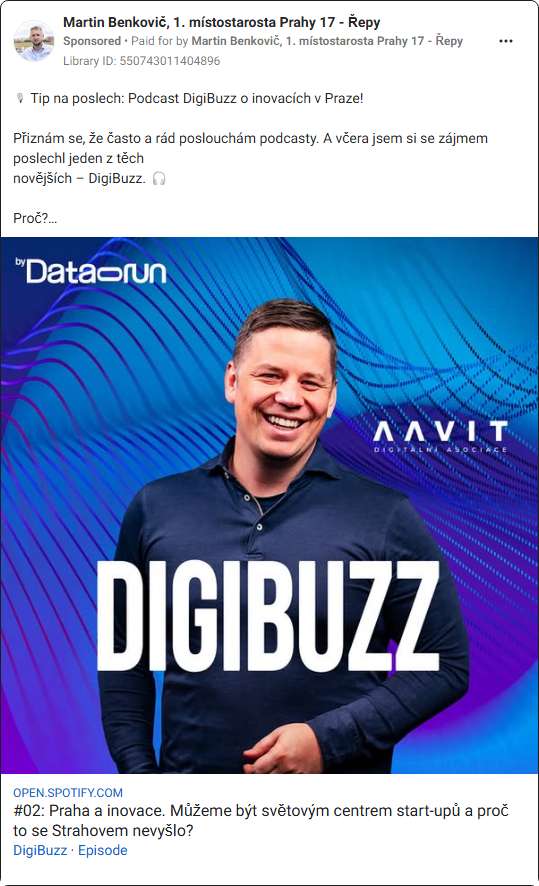 Martin Benkovič, 1. místostarosta Prahy 17 - Řepy
Sponsored • Paid for by Martin Benkovič, 1. místostarosta Prahy 17 - Řepy
Library ID: 550743011404896
🎙 Tip na poslech: Podcast DigiBuzz o inovacích v Praze!
Přiznám se, že často a rád poslouchám podcasty. A včera jsem si se zájmem
poslechl jeden z těch
novějších – DigiBuzz. 🎧
Proč?...
by Dataorun
AAVIT
DIGITÁLNÍ ASOCIACE
DIGIBUZZ
OPEN.SPOTIFY.COM
#02: Praha a inovace. Můžeme být světovým centrem start-upů a proč
to se Strahovem nevyšlo?
DigiBuzz · Episode